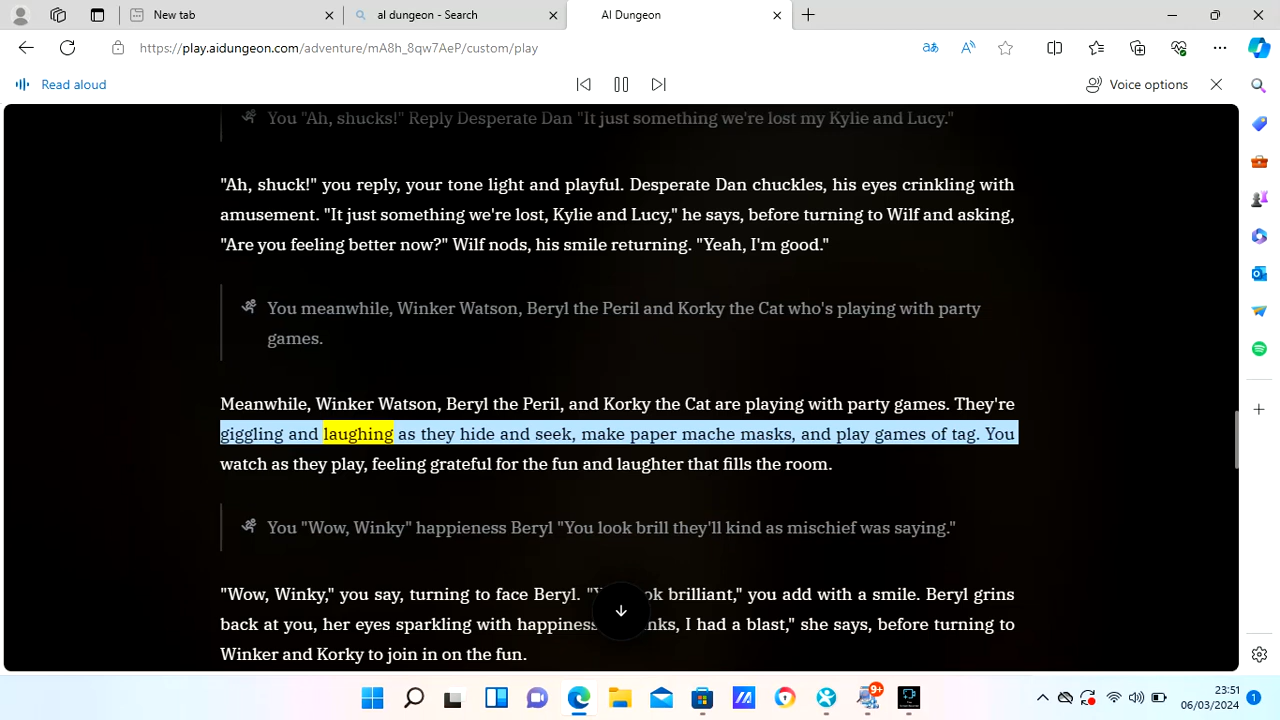 New tab
al dungeon - Search
AI Dungeon
https://play.aidungeon.com/adventure/mA8h_8qw7AeP/custom/play
Read aloud
Voice options
You "Ah, shucks!" Reply Desperate Dan "It just something we're lost my Kylie and Lucy."
"Ah, shuck!" you reply, your tone light and playful. Desperate Dan chuckles, his eyes crinkling with
amusement. "It just something we're lost, Kylie and Lucy," he says, before turning to Wilf and asking,
"Are you feeling better now?" Wilf nods, his smile returning. "Yeah, I'm good."
You meanwhile, Winker Watson, Beryl the Peril and Korky the Cat who's playing with party
games.
Meanwhile, Winker Watson, Beryl the Peril, and Korky the Cat are playing with party games. They're
giggling and laughing as they hide and seek, make paper mache masks, and play games of tag. You
watch as they play, feeling grateful for the fun and laughter that fills the room.
You "Wow, Winky" happieness Beryl "You look brill they'll kind as mischief was saying."
"Wow, Winky," you say, turning to face Beryl. brilliant," you add with a smile. Beryl grins
back at you, her eyes sparkling with happiness I had a blast," she says, before turning to
Winker and Korky to join in on the fun.
9+
23:51
06/03/2024
1